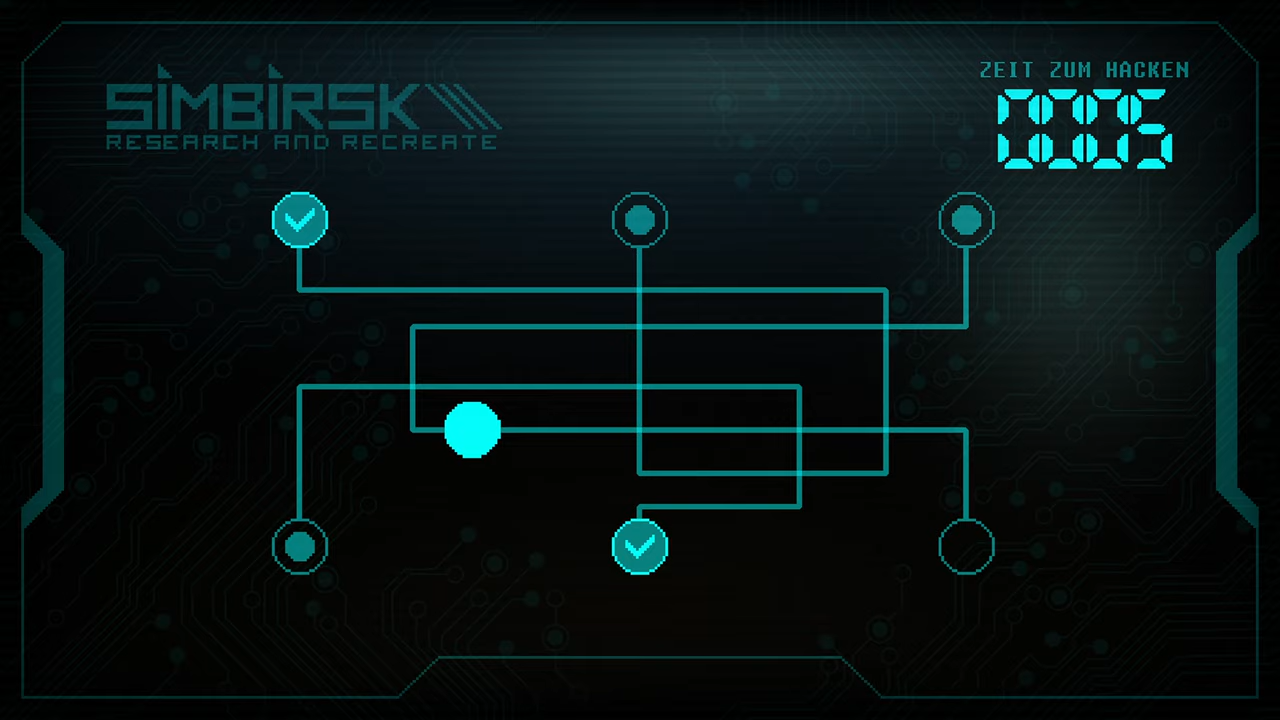 SIMBIRSK
RESEARCH AND RECREATE
ZEIT ZUM HACKEN
0005